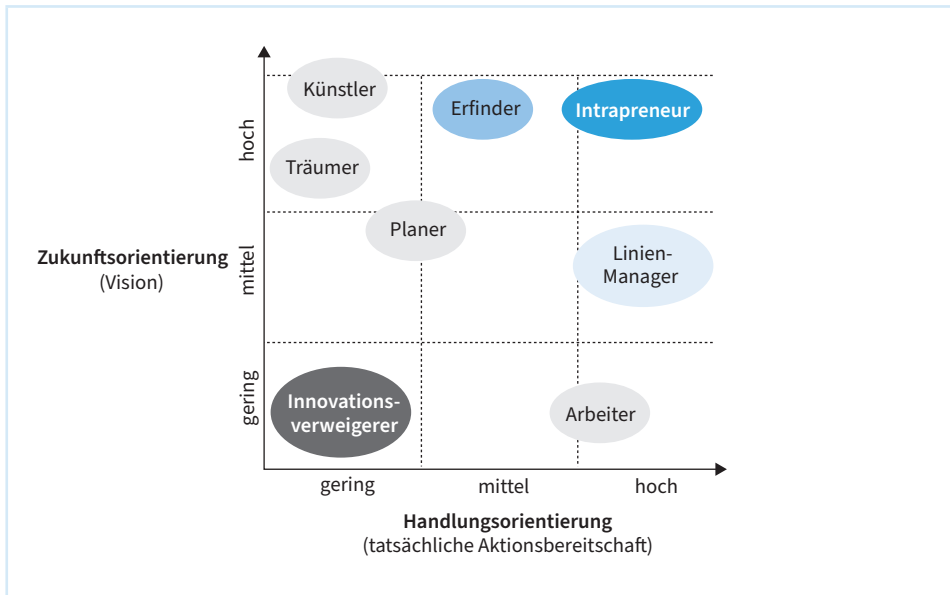 Künstler
Erfinder
Intrapreneur
hoch
Träumer
Planer
Zukunftsorientierung
(Vision)
mittel
Linien-
Manager
gering
Innovations-
verweigerer
Arbeiter
gering
mittel
hoch
Handlungsorientierung
(tatsächliche Aktionsbereitschaft)